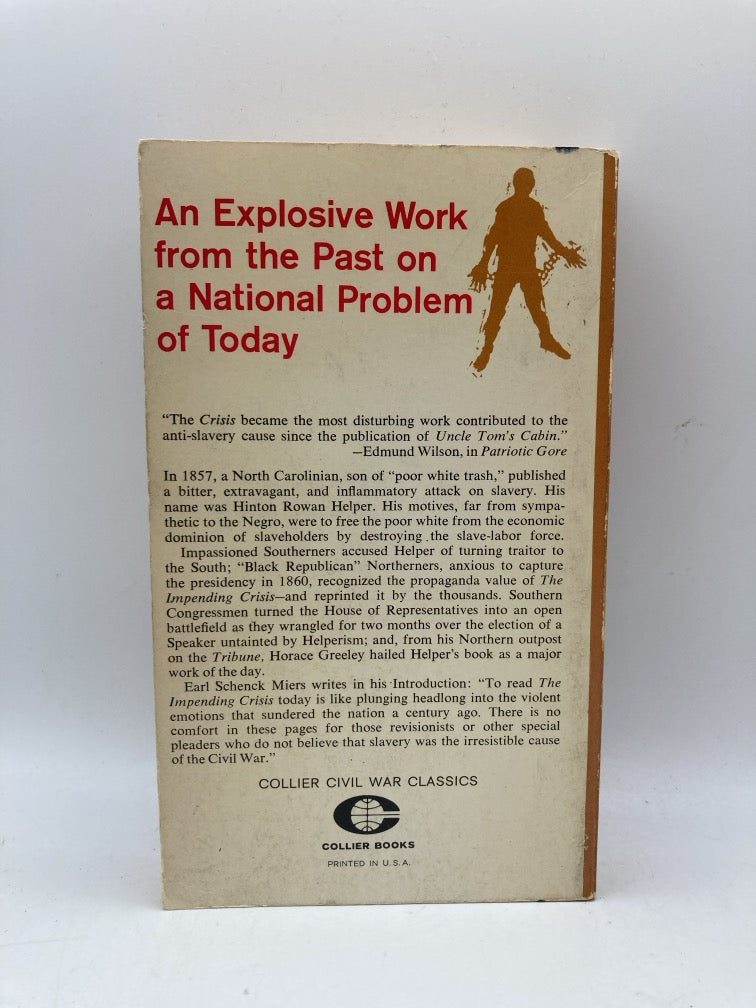 An Explosive Work
from the Past on
a National Problem
of Today
“The Crisis became the most disturbing work contributed to the
anti-slavery cause since the publication of Uncle Tom's Cabin.”
—Edmund Wilson, in Patriotic Gore
In 1857, a North Carolinian, son of “poor white trash,” published
a bitter, extravagant, and inflammatory attack on slavery. His
name was Hinton Rowan Helper. His motives, far from sympa-
thetic to the Negro, were to free the poor white from the economic
dominion of slaveholders by destroying the slave-labor force.
Impassioned Southerners accused Helper of turning traitor to
the South; “Black Republican” Northerners, anxious to capture
the presidency in 1860, recognized the propaganda value of The
Impending Crisis—and reprinted it by the thousands. Southern
Congressmen turned the House of Representatives into an open
battlefield as they wrangled for two months over the election of a
Speaker untainted by Helperism; and, from his Northern outpost
on the Tribune, Horace Greeley hailed Helper's book as a major
work of the day.
Earl Schenck Miers writes in his Introduction: “To read The
Impending Crisis today is like plunging headlong into the violent
emotions that sundered the nation a century ago. There is no
comfort in these pages for those revisionists or other special
pleaders who do not believe that slavery was the irresistible cause
of the Civil War.”
COLLIER CIVIL WAR CLASSICS
COLLIER BOOKS
PRINTED IN U.S.A.